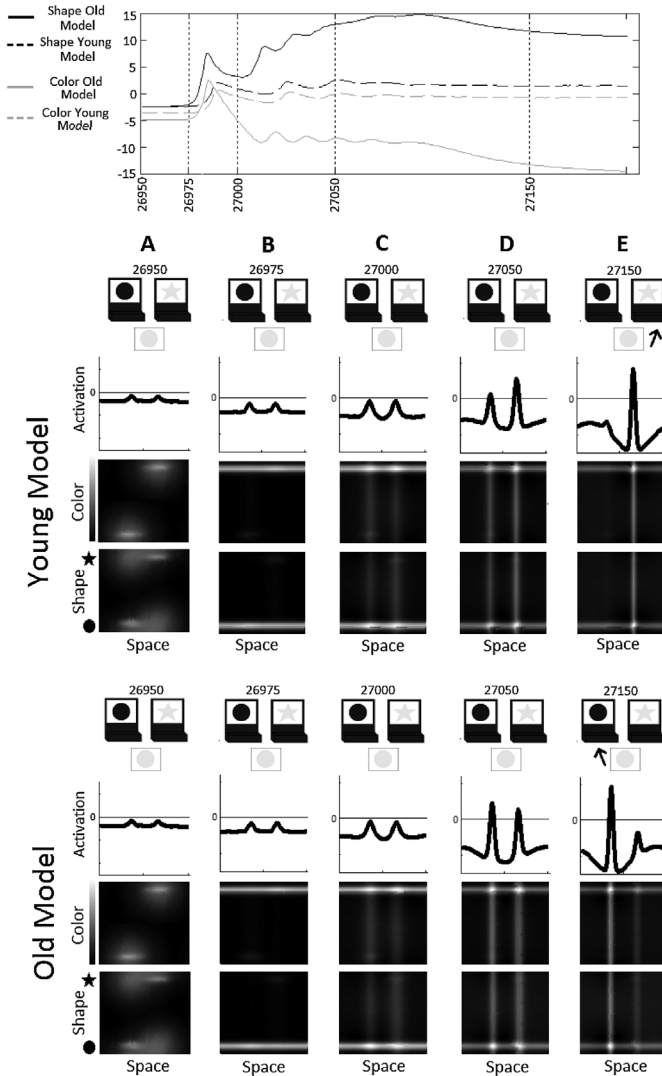 Shape Old
Model
Shape Young
Model
Color Old
Model
Color Young
Model
15
10
5
0
-5
-10
-15
26950
26975
27000
27050
27150
A B C D E
26950 26975 27000 27050 27150
Young Model
Activation
0 0 0 0 0
Color
Shape
Space Space Space Space Space
26950 26975 27000 27050 27150
Old Model
Activation
0 0 0 0 0
Color
Shape
Space Space Space Space Space